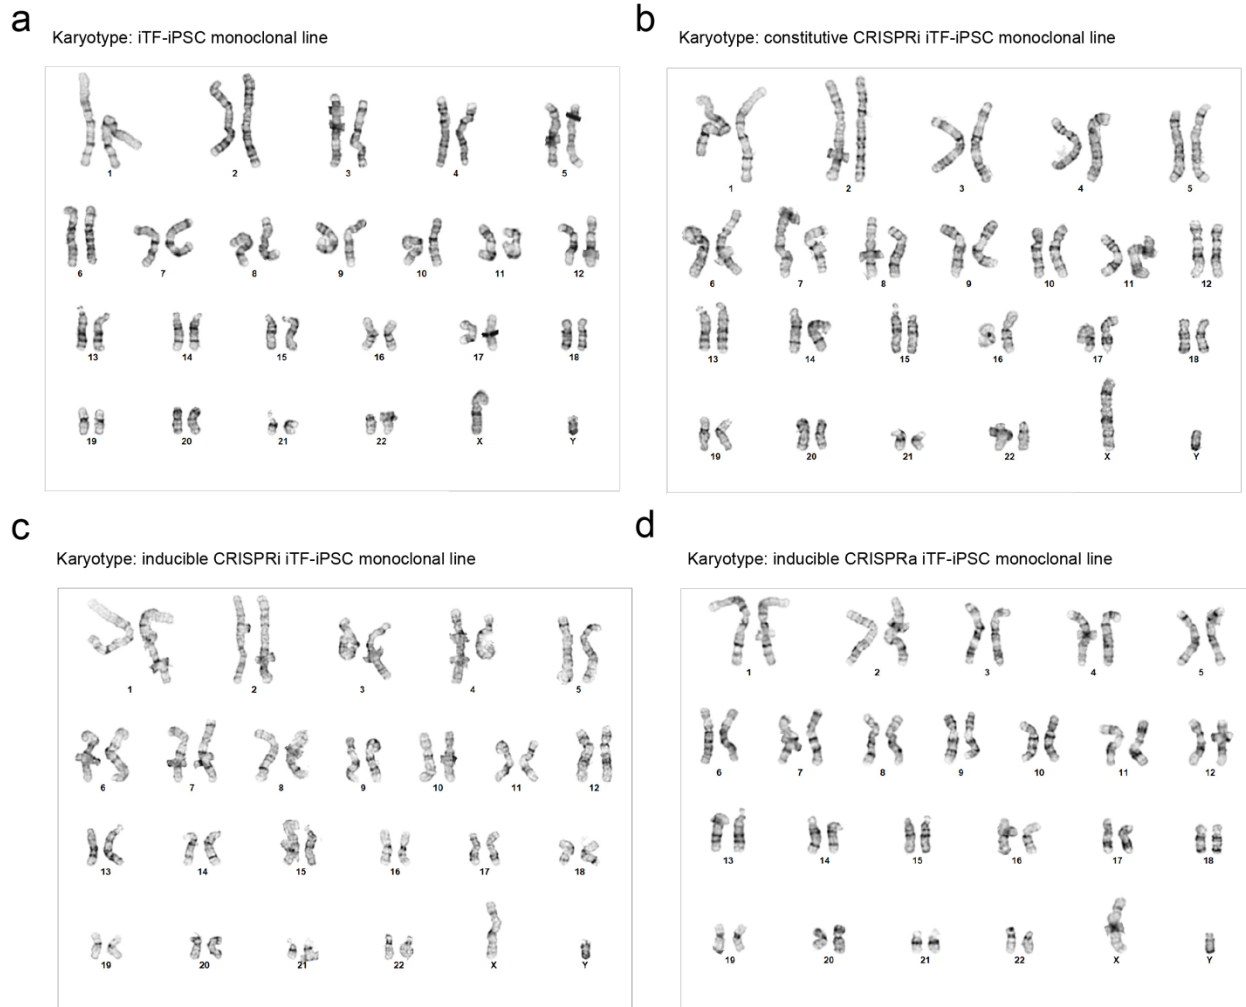 a
Karyotype: iTF-iPSC monoclonal line
1 2 3 4 5
6 7 8 9 10 11 12
13 14 15 16 17 18
19 20 21 22 X Y
b
Karyotype: constitutive CRISPRi iTF-iPSC monoclonal line
1 2 3 4 5
6 7 8 9 10 11 12
13 14 15 16 17 18
19 20 21 22 X Y
c
Karyotype: inducible CRISPRi iTF-iPSC monoclonal line
1 2 3 4 5
6 7 8 9 10 11 12
13 14 15 16 17 18
19 20 21 22 X Y
d
Karyotype: inducible CRISPRa iTF-iPSC monoclonal line
1 2 3 4 5
6 7 8 9 10 11 12
13 14 15 16 17 18
19 20 21 22 X Y